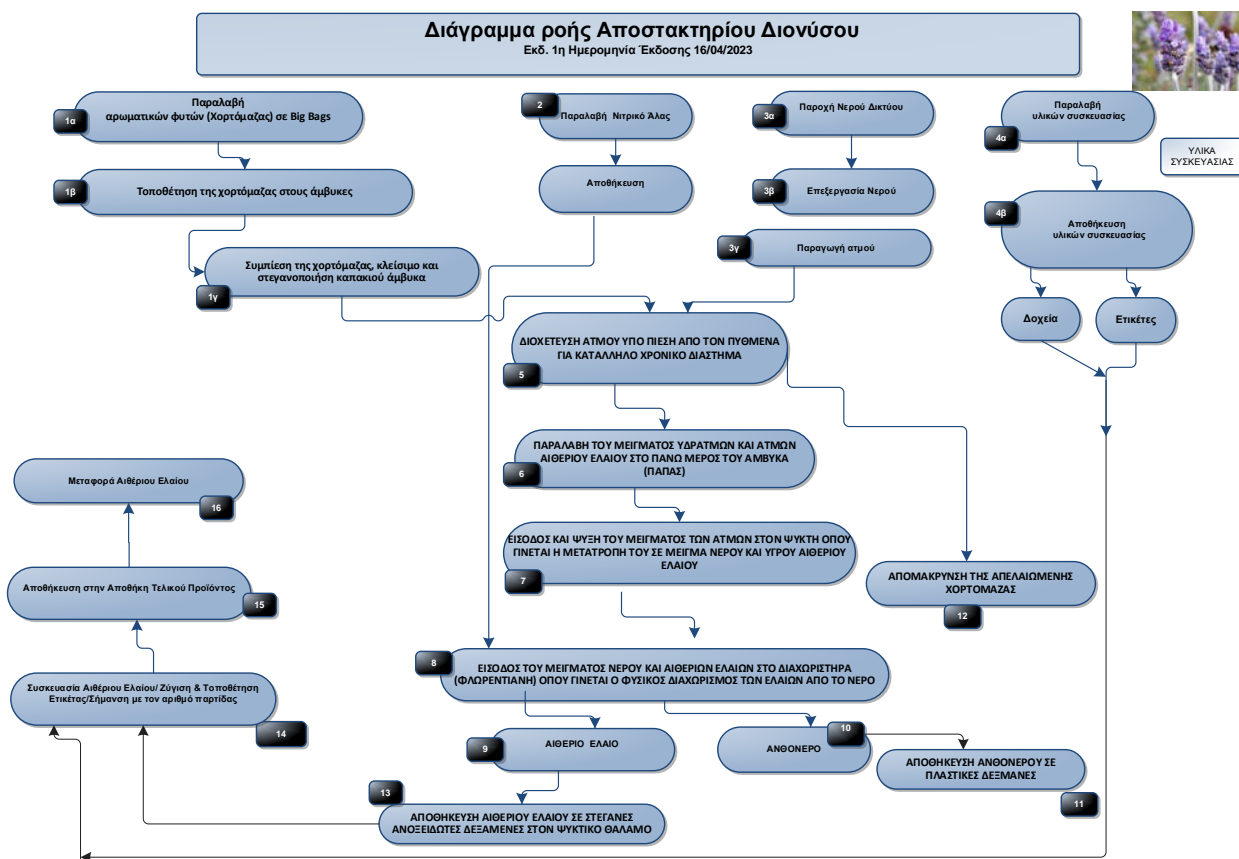 Διάγραμμα ροής Αποστακτηρίου Διονύσου
Εκδ. 1η Ημερομηνία Έκδοσης 16/04/2023
1α
Παραλαβή
αρωματικών φυτών (Χορτόμαζας) σε Big Bags
2
Παραλαβή Νιτρικό Άλας
3α
Παροχή Νερού Δικτύου
4α
Παραλαβή
υλικών συσκευασίας
ΥΛΙΚΑ
ΣΥΣΚΕΥΑΣΙΑΣ
1β
Τοποθέτηση της χορτόμαζας στους άμβυκες
Αποθήκευση
3β
Επεξεργασία Νερού
4β
Αποθήκευση
υλικών συσκευασίας
3γ
Παραγωγή ατμού
Συμπίεση της χορτόμαζας, κλείσιμο και
στεγανοποιήση καπακιού άμβυκα
1γ
Δοχεία
Ετικέτες
ΔΙΟΧΕΤΕΥΣΗ ΑΤΜΟΥ ΥΠΟ ΠΙΕΣΗ ΑΠΟ ΤΟΝ ΠΥΘΜΕΝΑ
ΓΙΑ ΚΑΤΑΛΛΗΛΟ ΧΡΟΝΙΚΟ ΔΙΑΣΤΗΜΑ
5
ΠΑΡΑΛΑΒΗ ΤΟΥ ΜΕΙΓΜΑΤΟΣ ΥΔΡΑΤΜΩΝ ΚΑΙ ΑΤΜΩΝ
ΑΙΘΕΡΙΟΥ ΕΛΑΙΟΥ ΣΤΟ ΠΑΝΩ ΜΕΡΟΣ ΤΟΥ ΑΜΒΥΚΑ
(ΠΑΠΑΣ)
6
Μεταφορά Αιθέριου Ελαίου
16
ΕΙΣΟΔΟΣ ΚΑΙ ΨΥΞΗ ΤΟΥ ΜΕΙΓΜΑΤΟΣ ΤΩΝ ΑΤΜΩΝ ΣΤΟΝ ΨΥΚΤΗ ΟΠΟΥ
ΓΙΝΕΤΑΙ Η ΜΕΤΑΤΡΟΠΗ ΤΟΥ ΣΕ ΜΕΙΓΜΑ ΝΕΡΟΥ ΚΑΙ ΥΓΡΟΥ ΑΙΘΕΡΙΟΥ
ΕΛΑΙΟΥ
7
Αποθήκευση στην Αποθήκη Τελικού Προϊόντος
15
ΑΠΟΜΑΚΡΥΝΣΗ ΤΗΣ ΑΠΕΛΑΙΩΜΕΝΗΣ
ΧΟΡΤΟΜΑΖΑΣ
12
8
ΕΙΣΟΔΟΣ ΤΟΥ ΜΕΙΓΜΑΤΟΣ ΝΕΡΟΥ ΚΑΙ ΑΙΘΕΡΙΩΝ ΕΛΑΙΩΝ ΣΤΟ ΔΙΑΧΩΡΙΣΤΗΡΑ
(ΦΛΩΡΕΝΤΙΑΝΗ) ΟΠΟΥ ΓΙΝΕΤΑΙ Ο ΦΥΣΙΚΟΣ ΔΙΑΧΩΡΙΣΜΟΣ ΤΩΝ ΕΛΑΙΩΝ ΑΠΟ ΤΟ ΝΕΡΟ
Συσκευασία Αιθέριου Ελαίου/ Ζύγιση & Τοποθέτηση
Ετικέτας/Σήμανση με τον αριθμό παρτίδας
14
9
ΑΙΘΕΡΙΟ ΕΛΑΙΟ
10
ΑΝΘΟΝΕΡΟ
ΑΠΟΘΗΚΕΥΣΗ ΑΝΘΟΝΕΡΟΥ ΣΕ
ΠΛΑΣΤΙΚΕΣ ΔΕΞΜΑΝΕΣ
11
13
ΑΠΟΘΗΚΕΥΣΗ ΑΙΘΕΡΙΟΥ ΕΛΑΙΟΥ ΣΕ ΣΤΕΓΑΝΕΣ
ΑΝΟΞΕΙΔΩΤΕΣ ΔΕΞΑΜΕΝΕΣ ΣΤΟΝ ΨΥΚΤΙΚΟ ΘΑΛΑΜΟ